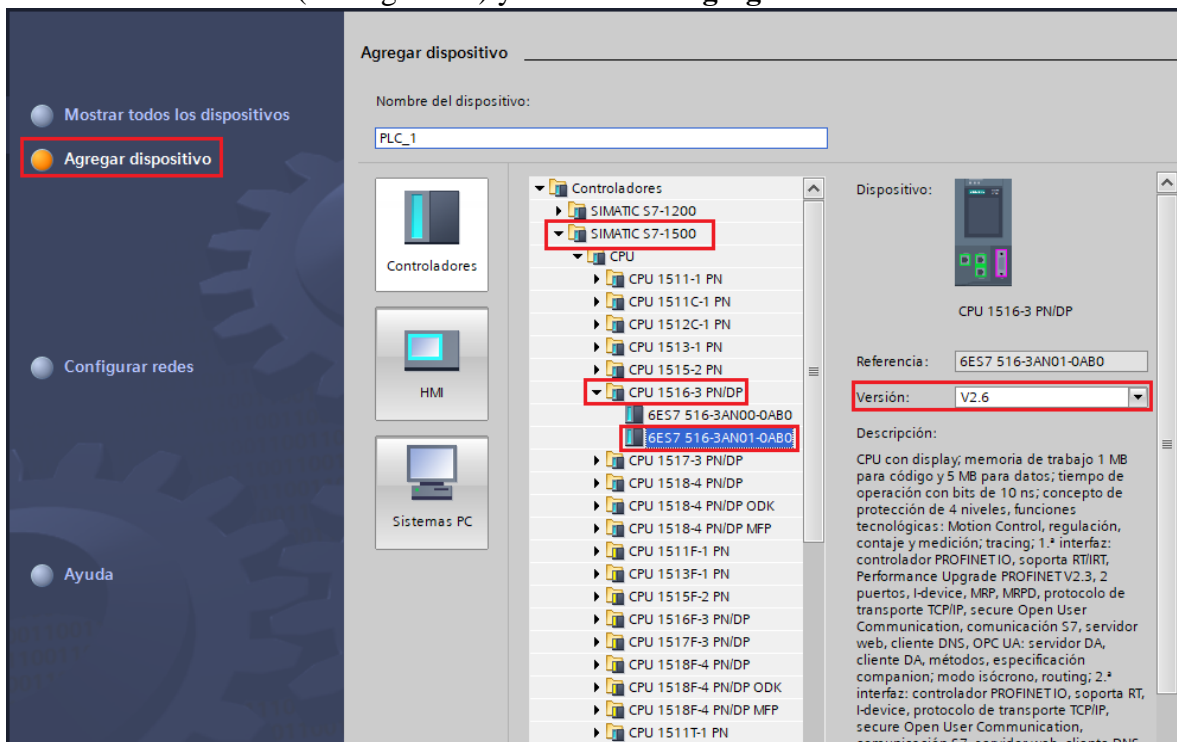 Agregar dispositivo
Nombre del dispositivo:
PLC_1
Mostrar todos los dispositivos
Agregar dispositivo
Configurar redes
Ayuda
Controladores
HMI
Sistemas PC
Controladores
SIMATIC S7-1200
SIMATIC S7-1500
CPU
CPU 1511-1 PN
CPU 1511C-1 PN
CPU 1512C-1 PN
CPU 1513-1 PN
CPU 1515-2 PN
CPU 1516-3 PN/DP
6ES7 516-3AN00-0AB0
6ES7 516-3AN01-0AB0
CPU 1517-3 PN/DP
CPU 1518-4 PN/DP
CPU 1518-4 PN/DP ODK
CPU 1518-4 PN/DP MFP
CPU 1511F-1 PN
CPU 1513F-1 PN
CPU 1515F-2 PN
CPU 1516F-3 PN/DP
CPU 1517F-3 PN/DP
CPU 1518F-4 PN/DP
CPU 1518F-4 PN/DP ODK
CPU 1518F-4 PN/DP MFP
CPU 1511T-1 PN
Dispositivo:
CPU 1516-3 PN/DP
Referencia: 6ES7 516-3AN01-0AB0
Versión: V2.6
Descripción:
CPU con display; memoria de trabajo 1 MB
para código y 5 MB para datos; tiempo de
operación con bits de 10 ns; concepto de
protección de 4 niveles, funciones
tecnológicas: Motion Control, regulación,
contaje y medición; tracing; 1.ª interfaz:
controlador PROFINET IO, soporta RT/IRT,
Performance Upgrade PROFINET V2.3, 2
puertos, I-device, MRP, MRPD, protocolo de
transporte TCP/IP, secure Open User
Communication, comunicación S7, servidor
web, cliente DNS, OPC UA: servidor DA,
cliente DA, métodos, especificación
companion; modo isócrono, routing; 2.ª
interfaz: controlador PROFINET IO, soporta RT,
I-device, protocolo de transporte TCP/IP,
secure Open User Communication,